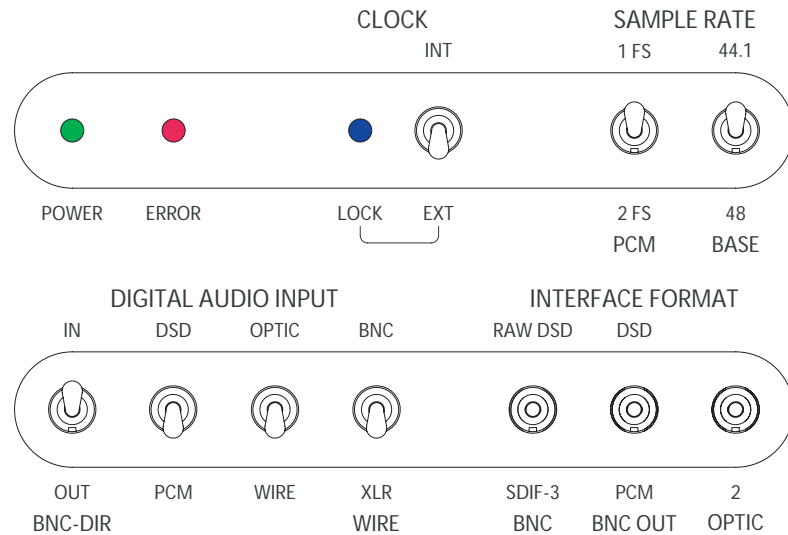 CLOCK SAMPLE RATE
INT 1 FS 44.1
POWER ERROR LOCK EXT 2 FS 48
PCM BASE
DIGITAL AUDIO INPUT INTERFACE FORMAT
IN DSD OPTIC BNC RAW DSD DSD
OUT PCM WIRE XLR SDIF-3 PCM 2
BNC-DIR WIRE BNC BNC OUT OPTIC